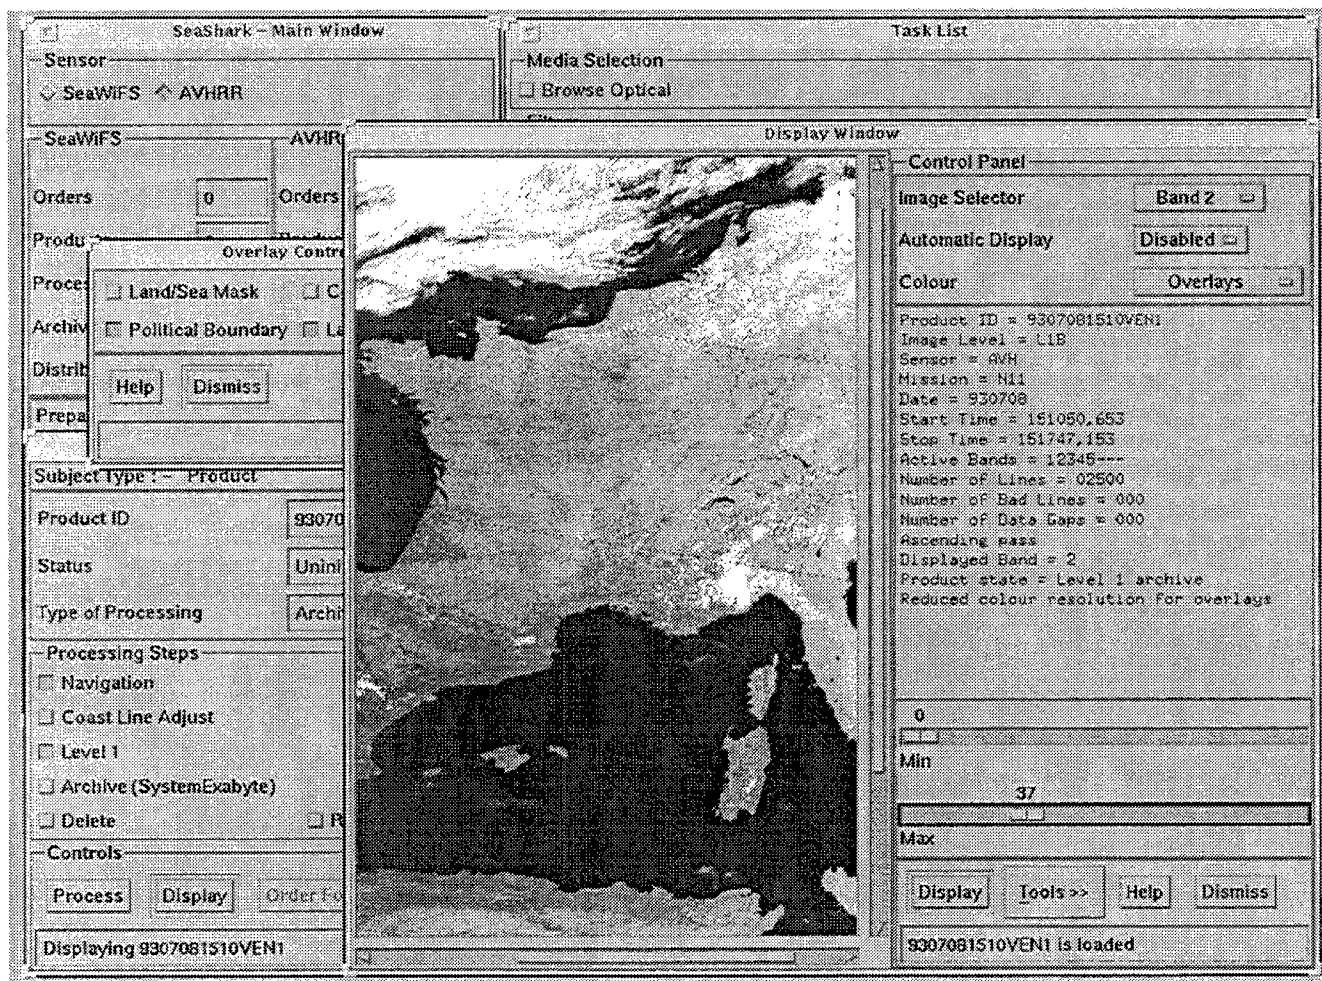 SeaShark – Main Window
Task List
Sensor
SeaWiFS AVHRR
Media Selection
Browse Optical
SeaWiFS
AVHR
Orders 0 Orders
Produ
Proces
Archiv
Distrib
Prepa
Overlay Contro
Land/Sea Mask C
Political Boundary La
Help Dismiss
Subject Type : – Product
Product ID 93070
Status Unini
Type of Processing Archi
Processing Steps
Navigation
Coast Line Adjust
Level 1
Archive (SystemExabyte)
Delete R
Controls
Process Display Order Fo
Displaying 9307081510VEN1
Display Window
Control Panel
Image Selector Band 2
Automatic Display Disabled
Colour Overlays
Product ID = 9307081510VEN1
Image Level = L1B
Sensor = AVH
Mission = N11
Date = 930708
Start Time = 151050,653
Stop Time = 151747,153
Active Bands = 12345---
Number of Lines = 02500
Number of Bad Lines = 000
Number of Data Gaps = 000
Ascending pass
Displayed Band = 2
Product state = Level 1 archive
Reduced colour resolution for overlays
0
Min
37
Max
Display Tools >> Help Dismiss
9307081510VEN1 is loaded